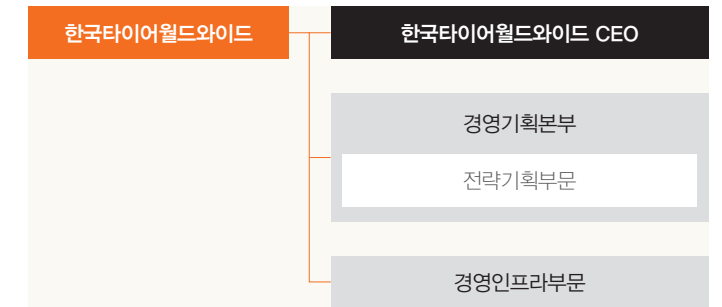 한국타이어월드와이드
한국타이어월드와이드 CEO
경영기획본부
전략기획부문
경영인프라부문